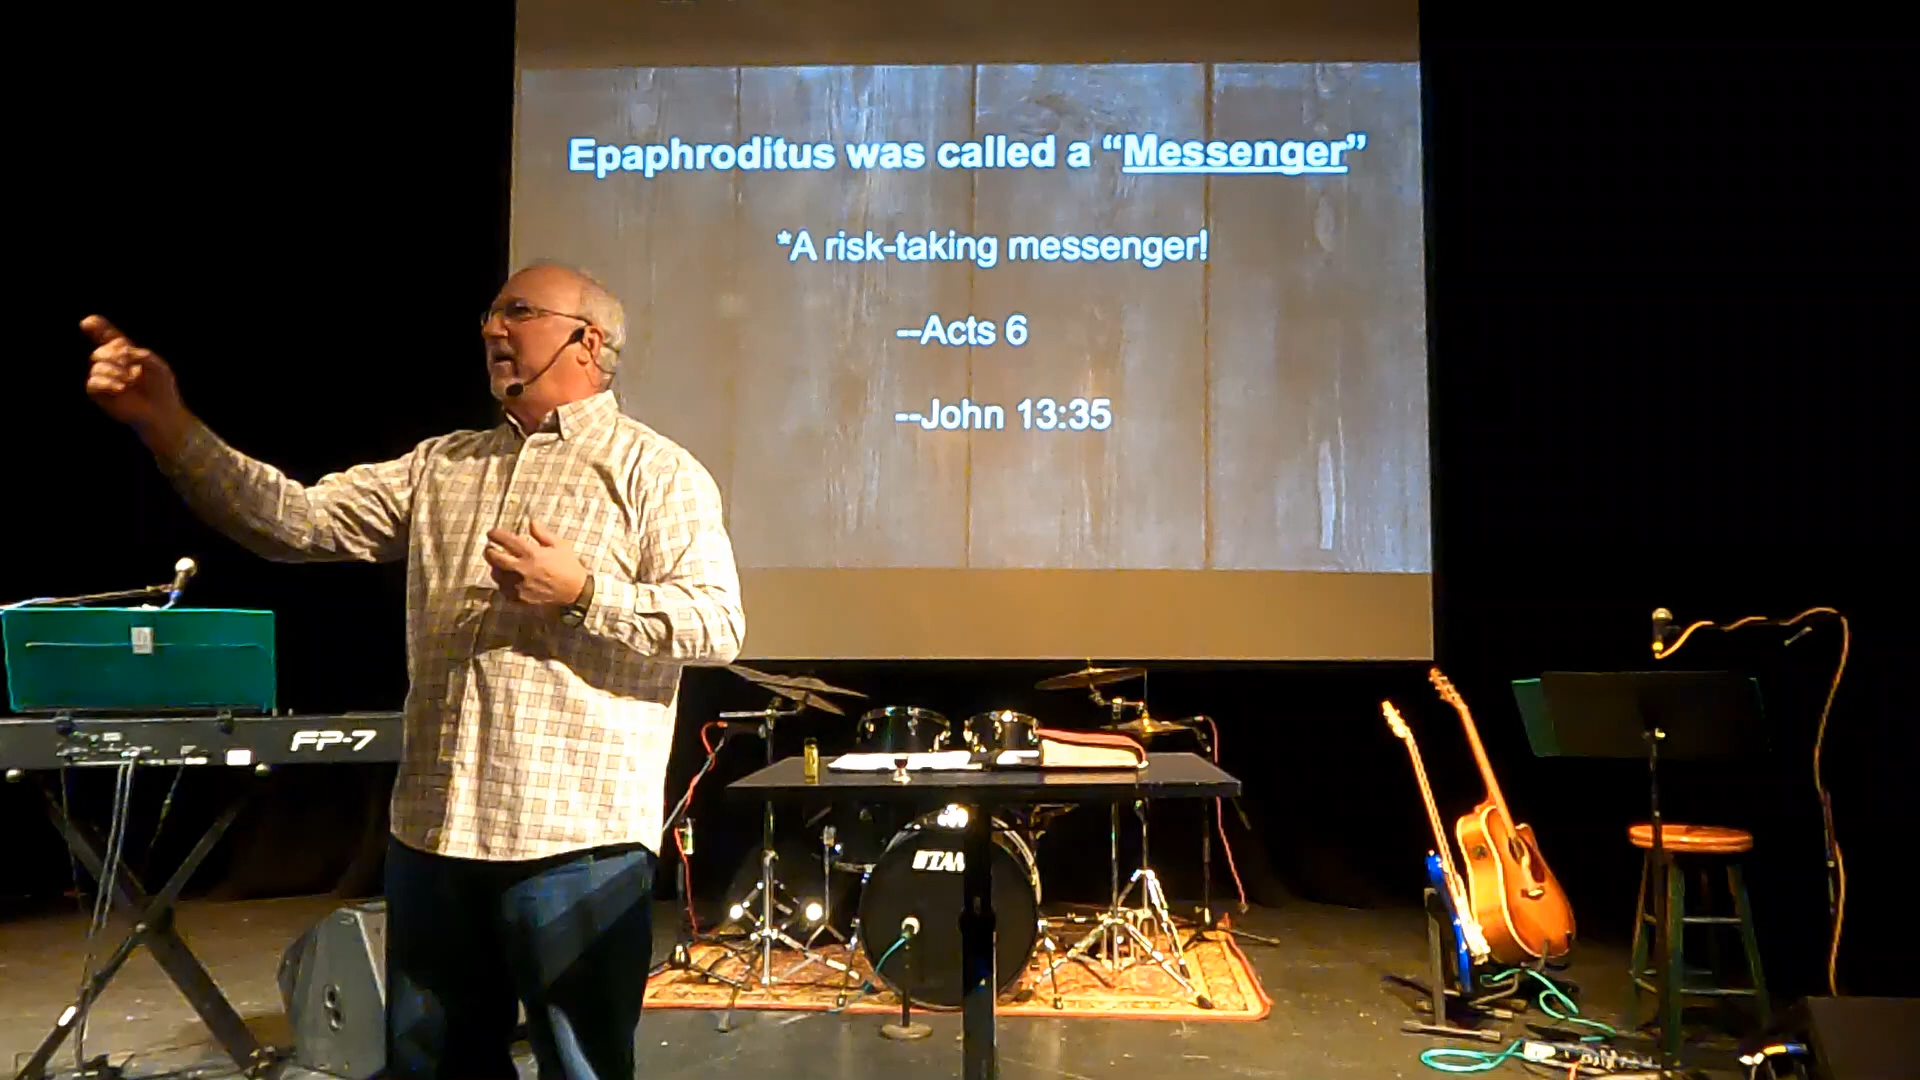 Epaphroditus was called a “Messenger”
*A risk-taking messenger!
--Acts 6
--John 13:35
FP-7
TAMA